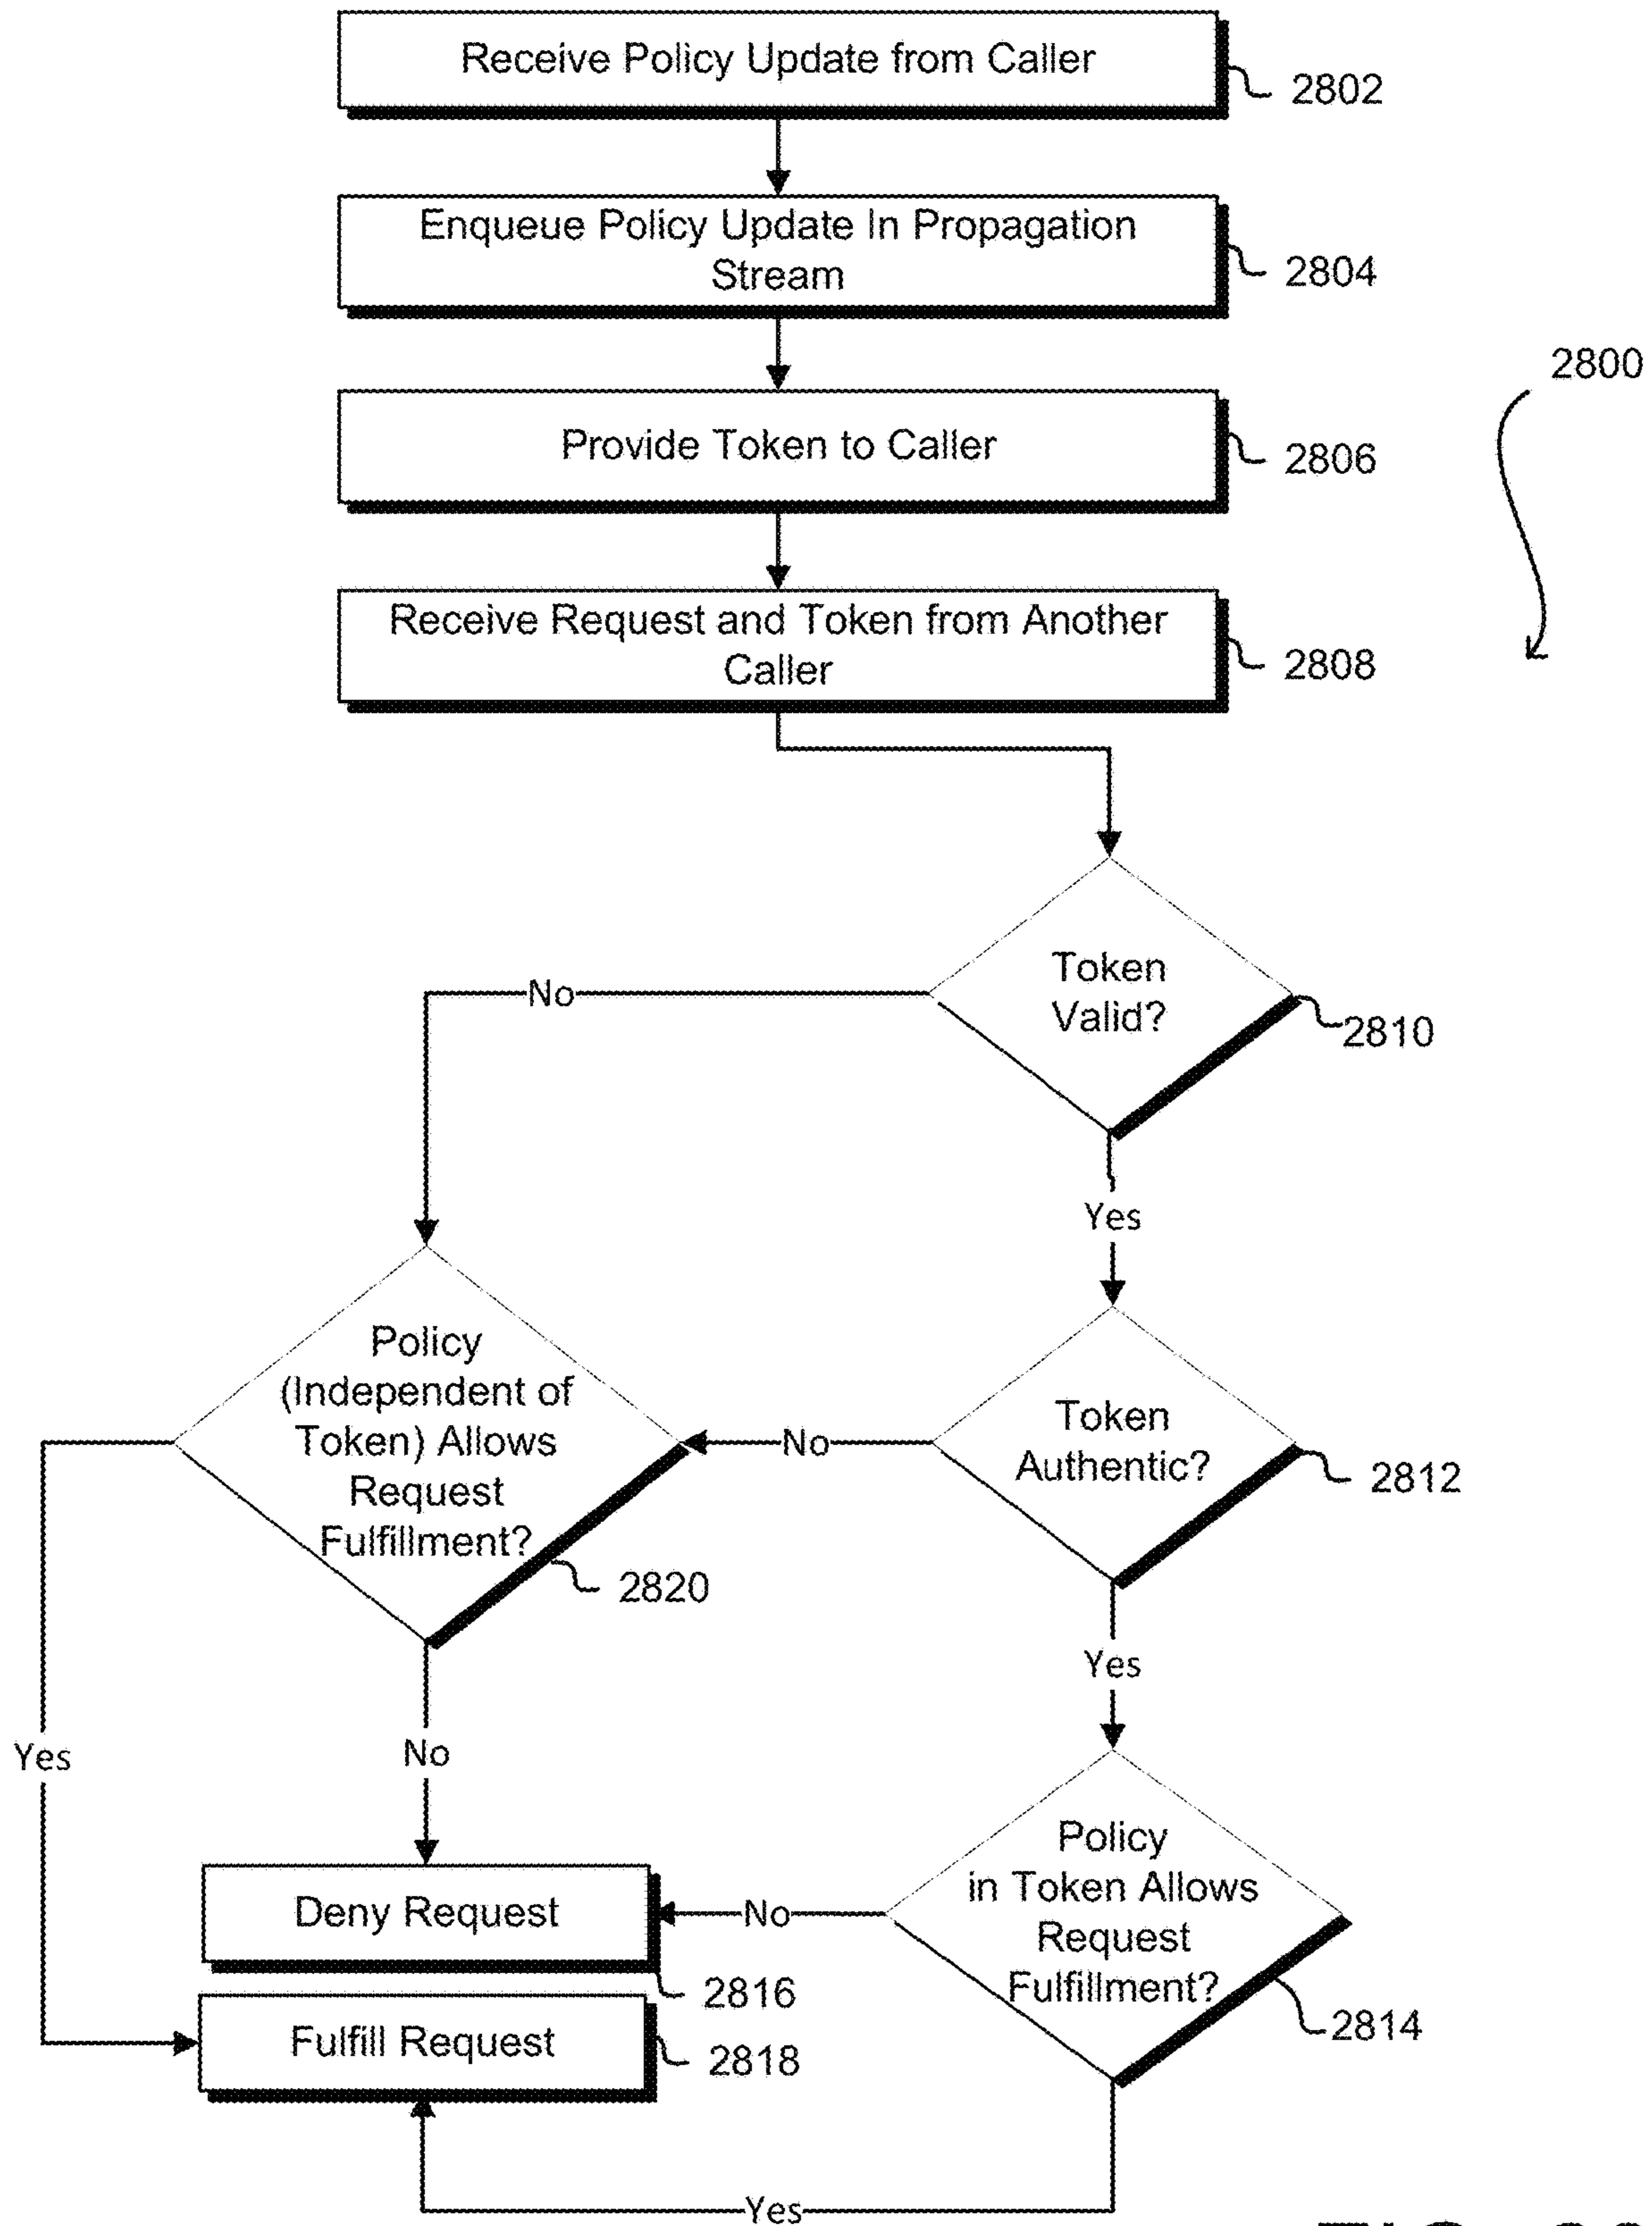 Receive Policy Update from Caller
2802
Enqueue Policy Update In Propagation
Stream
2804
2800
Provide Token to Caller
2806
Receive Request and Token from Another
Caller
2808
Token
Valid?
2810
No
Yes
Policy
(Independent of
Token) Allows
Request
Fulfillment?
2820
No
Token
Authentic?
2812
Yes
Yes
No
Policy
in Token Allows
Request
Fulfillment?
2814
Deny Request
2816
No
Fulfill Request
2818
Yes